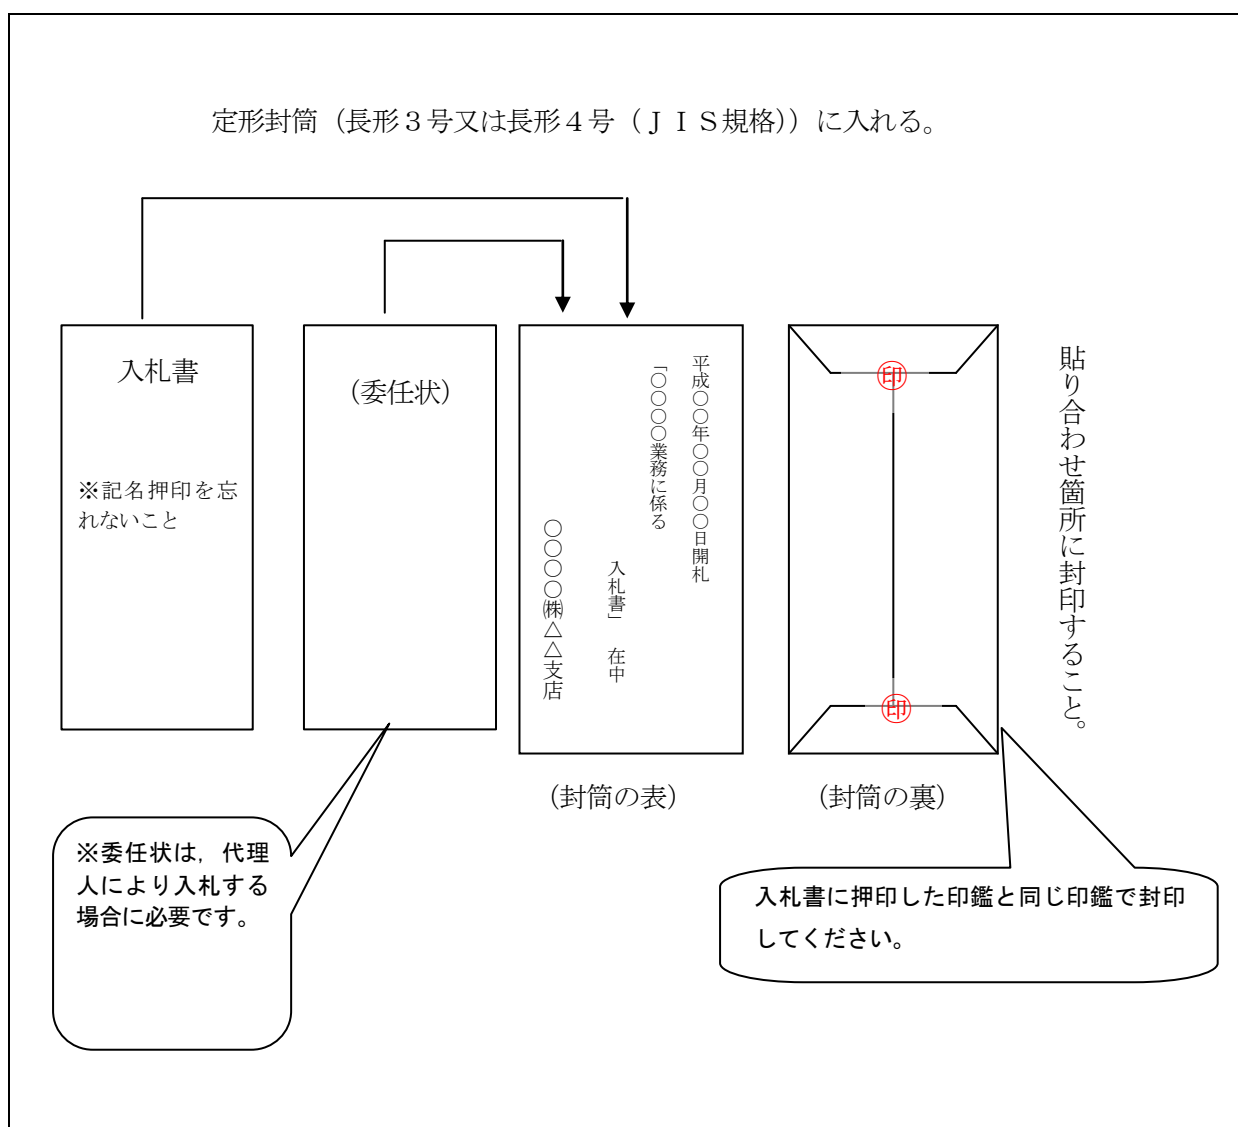 定形封筒（長形３号又は長形４号（ＪＩＳ規格））に入れる。
入札書
※記名押印を忘
れないこと
（委任状）
平成〇〇年〇〇月〇〇日開札
「〇〇〇〇業務に係る
入札書」　在中
〇〇〇〇㈱△△支店
印
印
貼り合わせ箇所に封印すること。
（封筒の表）
（封筒の裏）
※委任状は，代理
人により入札する
場合に必要です。
入札書に押印した印鑑と同じ印鑑で封印
してください。